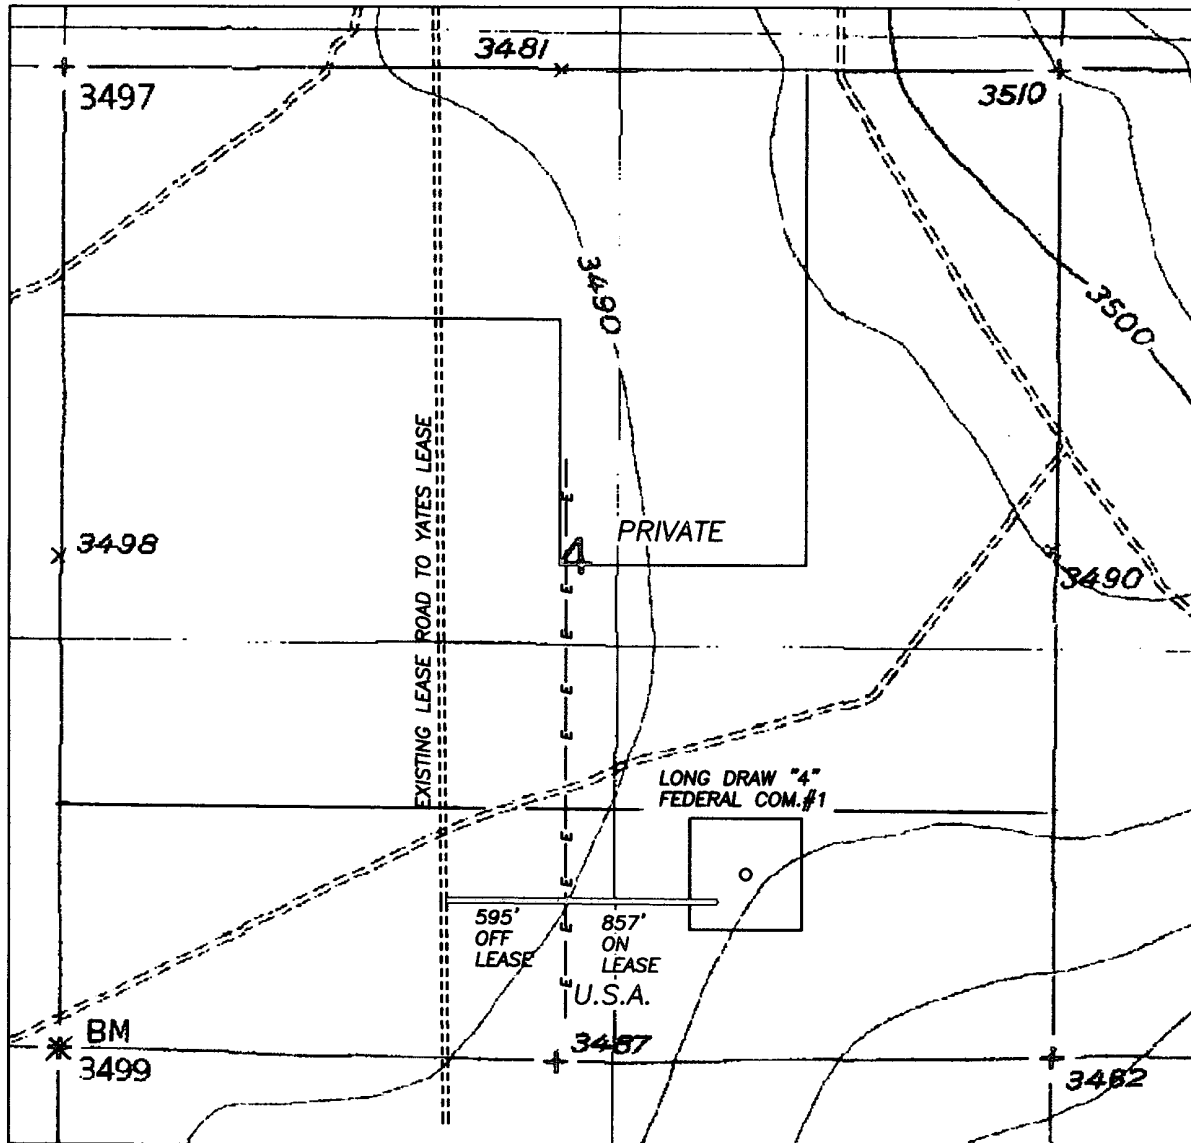 3481
3497
3510
3490
3500
EXISTING LEASE ROAD TO YATES LEASE
PRIVATE
4
3498
3490
LONG DRAW "4"
FEDERAL COM.#1
595'
OFF
LEASE
857'
ON
LEASE
U.S.A.
E
E
E
E
E
E
E
E
E
E
E
BM
3499
3487
3482